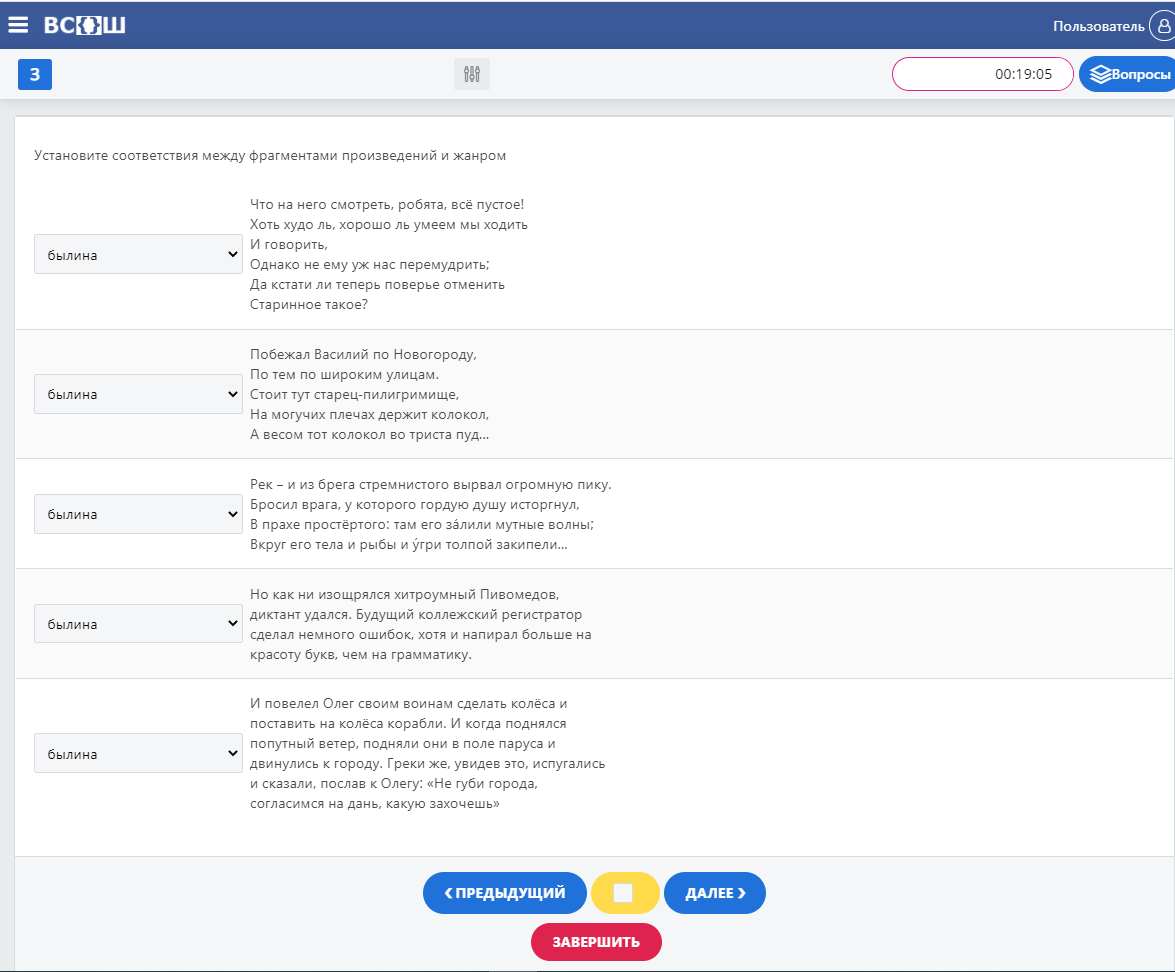 ВСОШ
Пользователь
3
00:19:05
Вопросы
Установите соответствия между фрагментами произведений и жанром
былина
Что на него смотреть, робята, всё пустое!
Хоть худо ль, хорошо ль умеем мы ходить
И говорить,
Однако не ему уж нас перемудрить;
Да кстати ли теперь поверье отменить
Старинное такое?
былина
Побежал Василий по Новогороду,
По тем по широким улицам.
Стоит тут старец-пилигримище,
На могучих плечах держит колокол,
А весом тот колокол во триста пуд...
былина
Рек – и из брега стремнистого вырвал огромную пику.
Бросил врага, у которого гордую душу исторгнул,
В прахе простёртого: там его за́лили мутные волны;
Вкруг его тела и рыбы и у́гри толпой закипели...
былина
Но как ни изощрялся хитроумный Пивомедов,
диктант удался. Будущий коллежский регистратор
сделал немного ошибок, хотя и напирал больше на
красоту букв, чем на грамматику.
былина
И повелел Олег своим воинам сделать колёса и
поставить на колёса корабли. И когда поднялся
попутный ветер, подняли они в поле паруса и
двинулись к городу. Греки же, увидев это, испугались
и сказали, послав к Олегу: «Не губи города,
согласимся на дань, какую захочешь»
ПРЕДЫДУЩИЙ
ДАЛЕЕ
ЗАВЕРШИТЬ